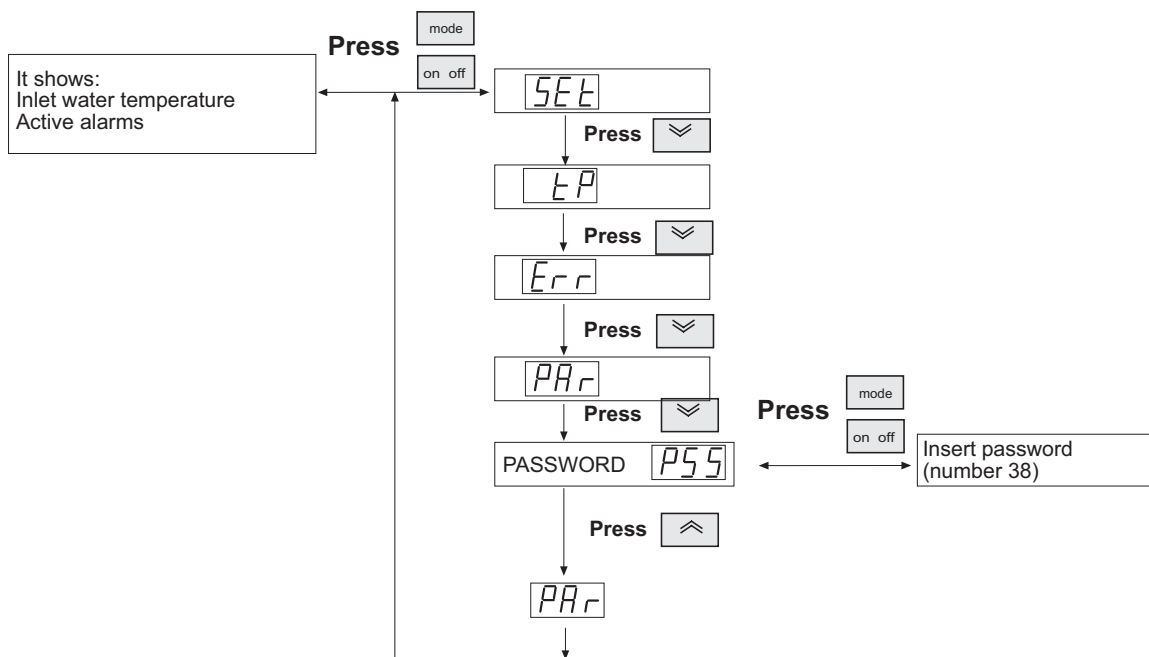 mode
Press
on off
It shows:
Inlet water temperature
Active alarms
SEt
Press
tP
Press
Err
Press
PAr
Press
Press
mode
on off
PASSWORD PSS
Insert password
(number 38)
Press
PAr